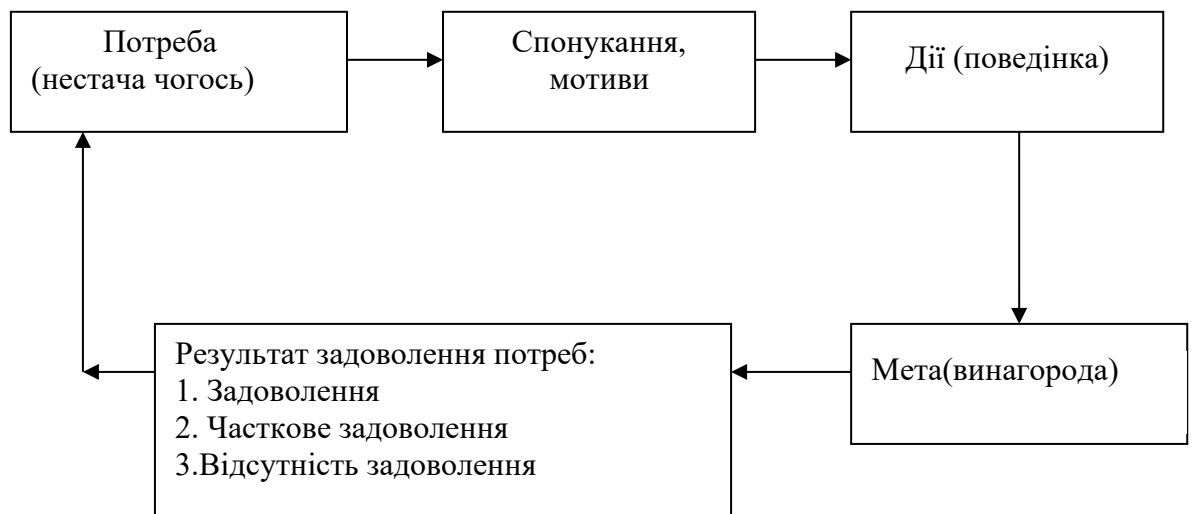 Потреба
(нестача чогось)
Спонукання,
мотиви
Дії (поведінка)
Результат задоволення потреб:
1. Задоволення
2. Часткове задоволення
3.Відсутність задоволення
Мета(винагорода)